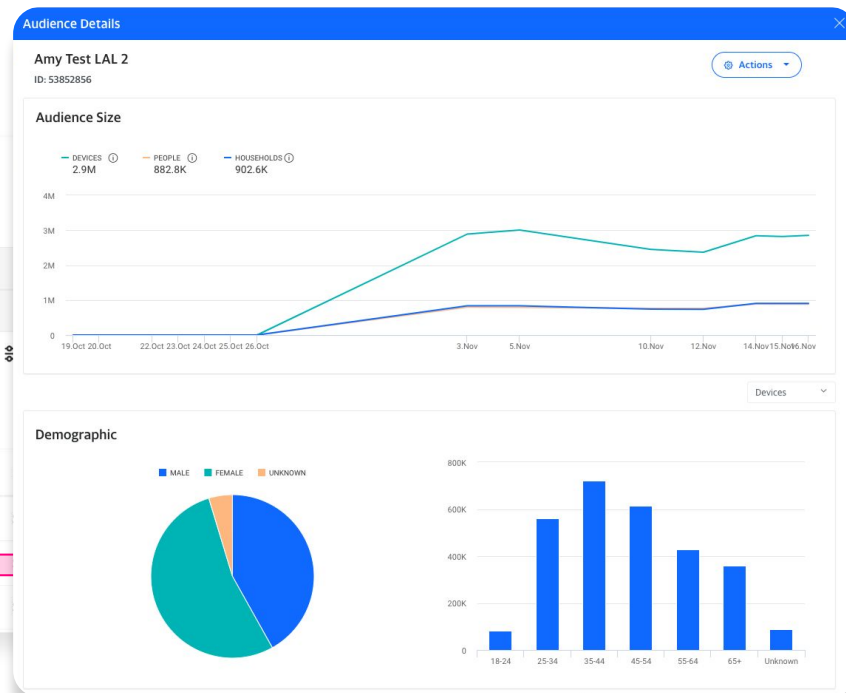 Audience Details
Amy Test LAL 2
Actions
ID: 53852856
Audience Size
DEVICES PEOPLE HOUSEHOLDS
2.9M 882.8K 902.6K
4M
3M
2M
1M
0
19.Oct 20.Oct 22.Oct 23.Oct 24.Oct 25.Oct 26.Oct 3.Nov 5.Nov 10.Nov 12.Nov 14.Nov 15.Nov 16.Nov
Devices
Demographic
MALE FEMALE UNKNOWN
800K
600K
400K
200K
0
18-24 25-34 35-44 45-54 55-64 65+ Unknown